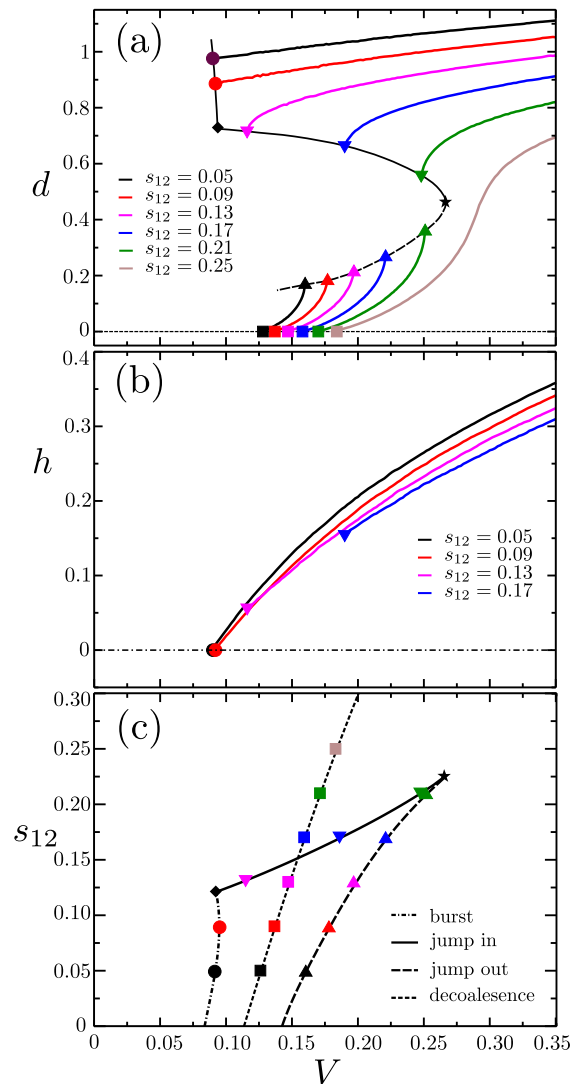 (a)
1
0.8
0.6
0.4
0.2
0
d
s12 = 0.05
s12 = 0.09
s12 = 0.13
s12 = 0.17
s12 = 0.21
s12 = 0.25
(b)
0.4
0.3
0.2
0.1
0
h
s12 = 0.05
s12 = 0.09
s12 = 0.13
s12 = 0.17
(c)
0.30
0.25
0.20
0.15
0.10
0.05
0
s12
burst
jump in
jump out
decoalesence
0 0.05 0.10 0.15 0.20 0.25 0.30 0.35
V